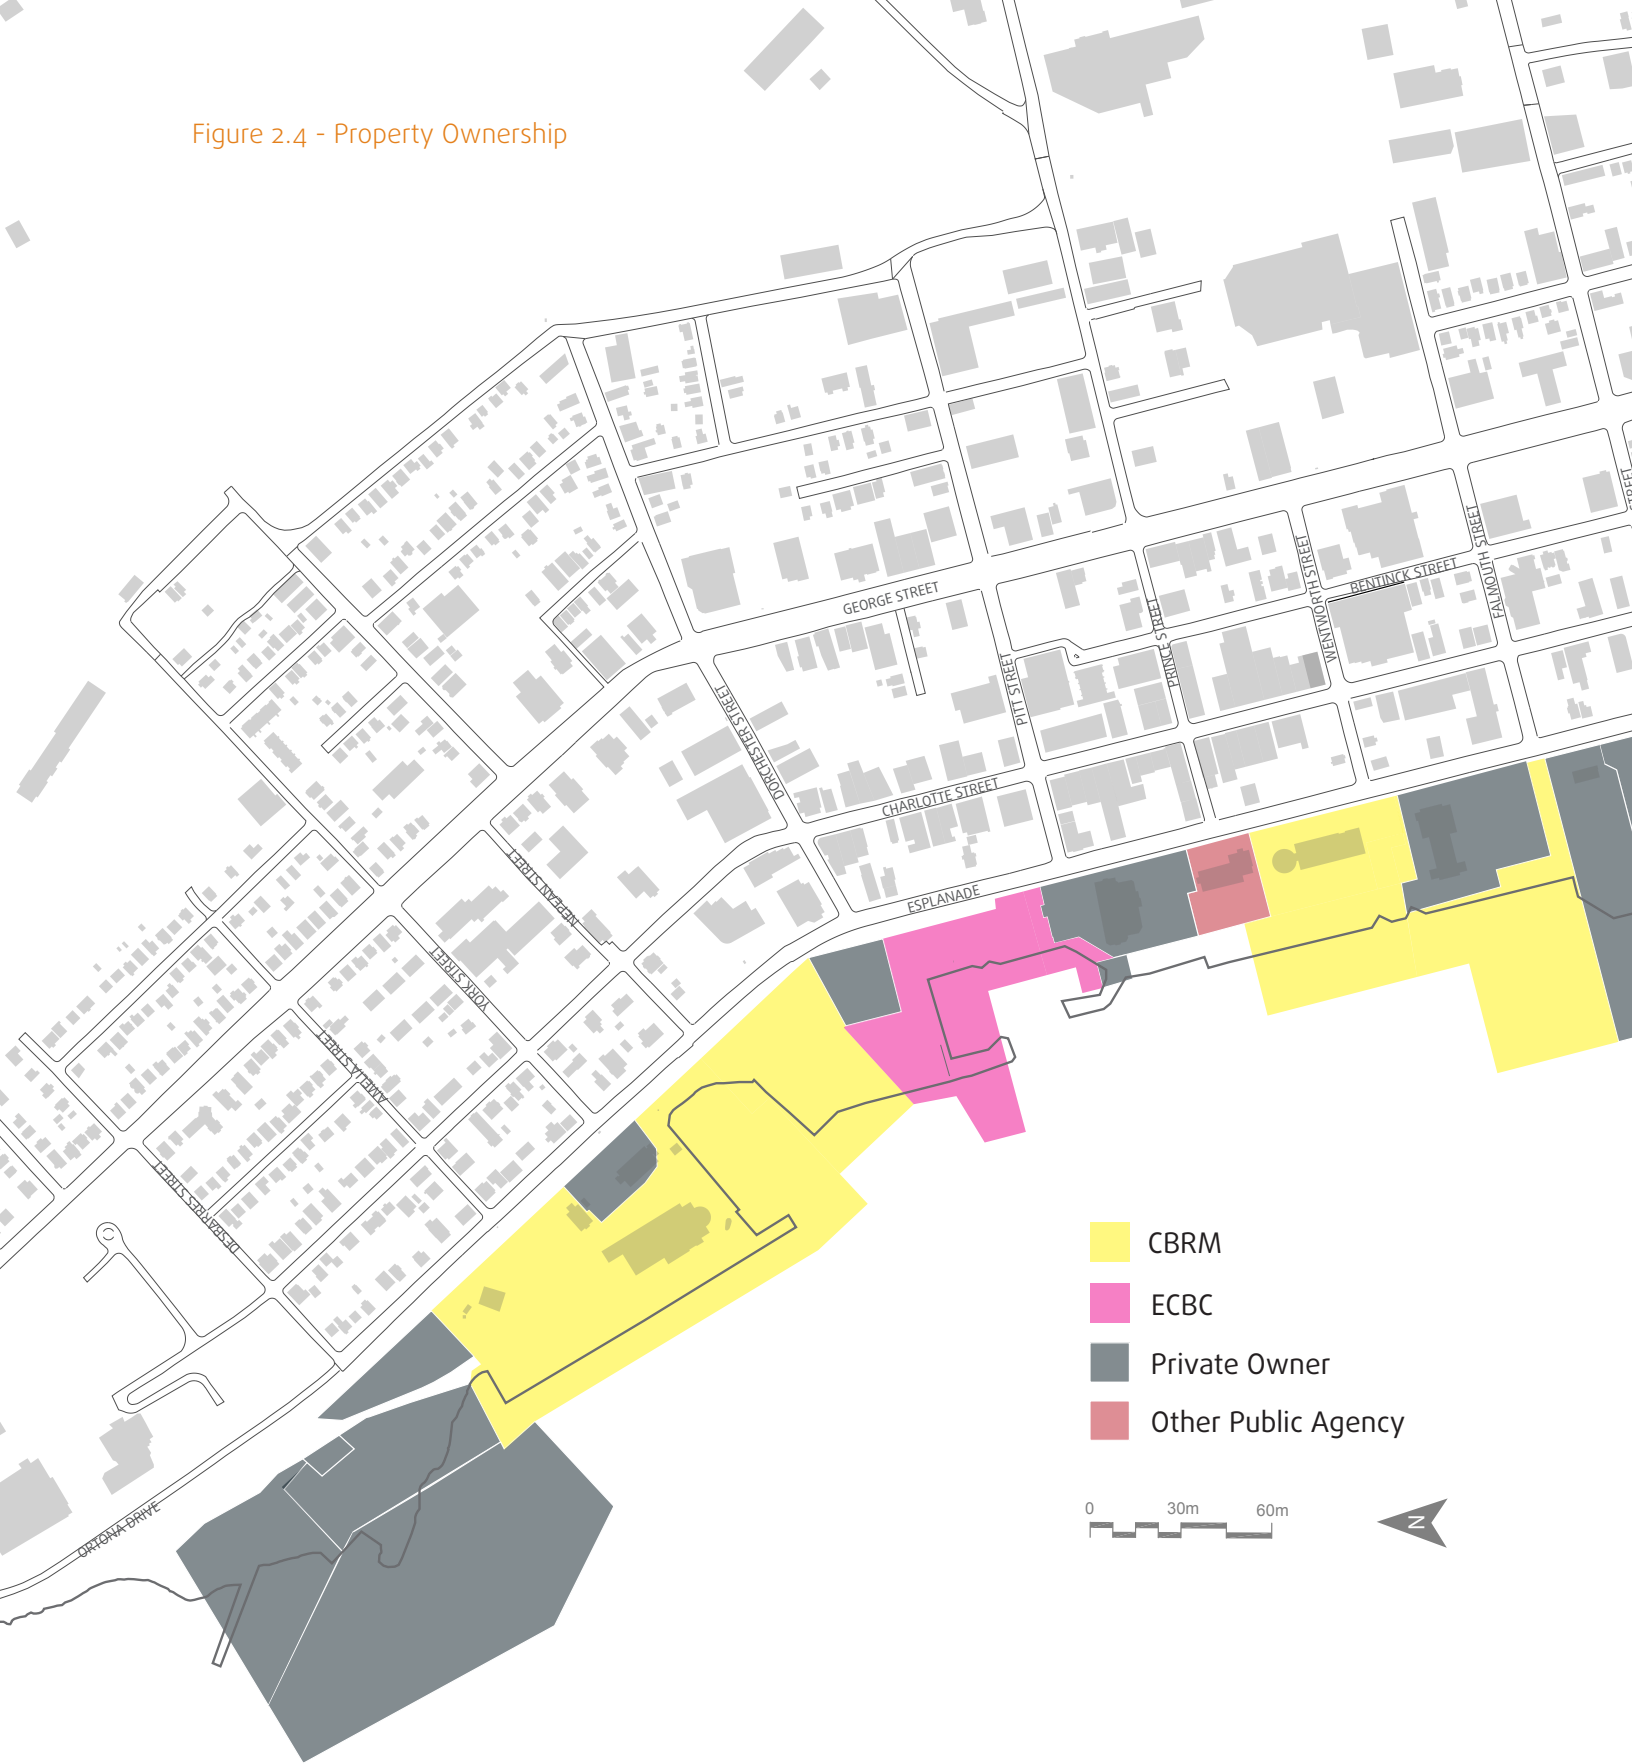 Figure 2.4 - Property Ownership
STREET
FALMOUTH STREET
WENTWORTH STREET
BENTINCK STREET
GEORGE STREET
PRINCE STREET
PITT STREET
DORCHESTER STREET
CHARLOTTE STREET
ESPLANADE
NEPEAN STREET
YORK STREET
AMELIA STREET
DESBARRES STREET
ORTONA DRIVE
CBRM
ECBC
Private Owner
Other Public Agency
0 30m 60m
N